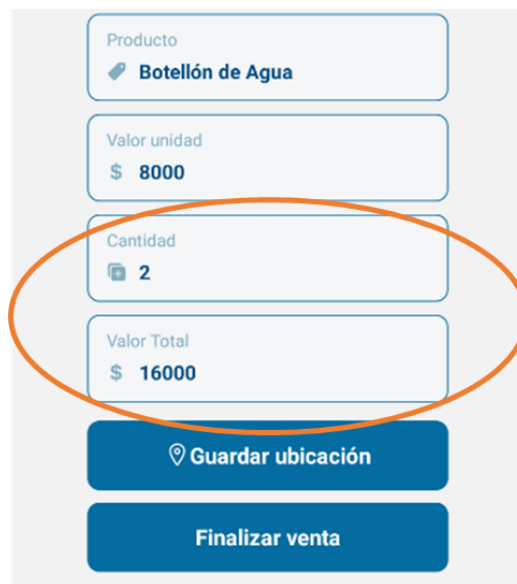 Producto
Botellón de Agua
Valor unidad
$ 8000
Cantidad
2
Valor Total
$ 16000
Guardar ubicación
Finalizar venta